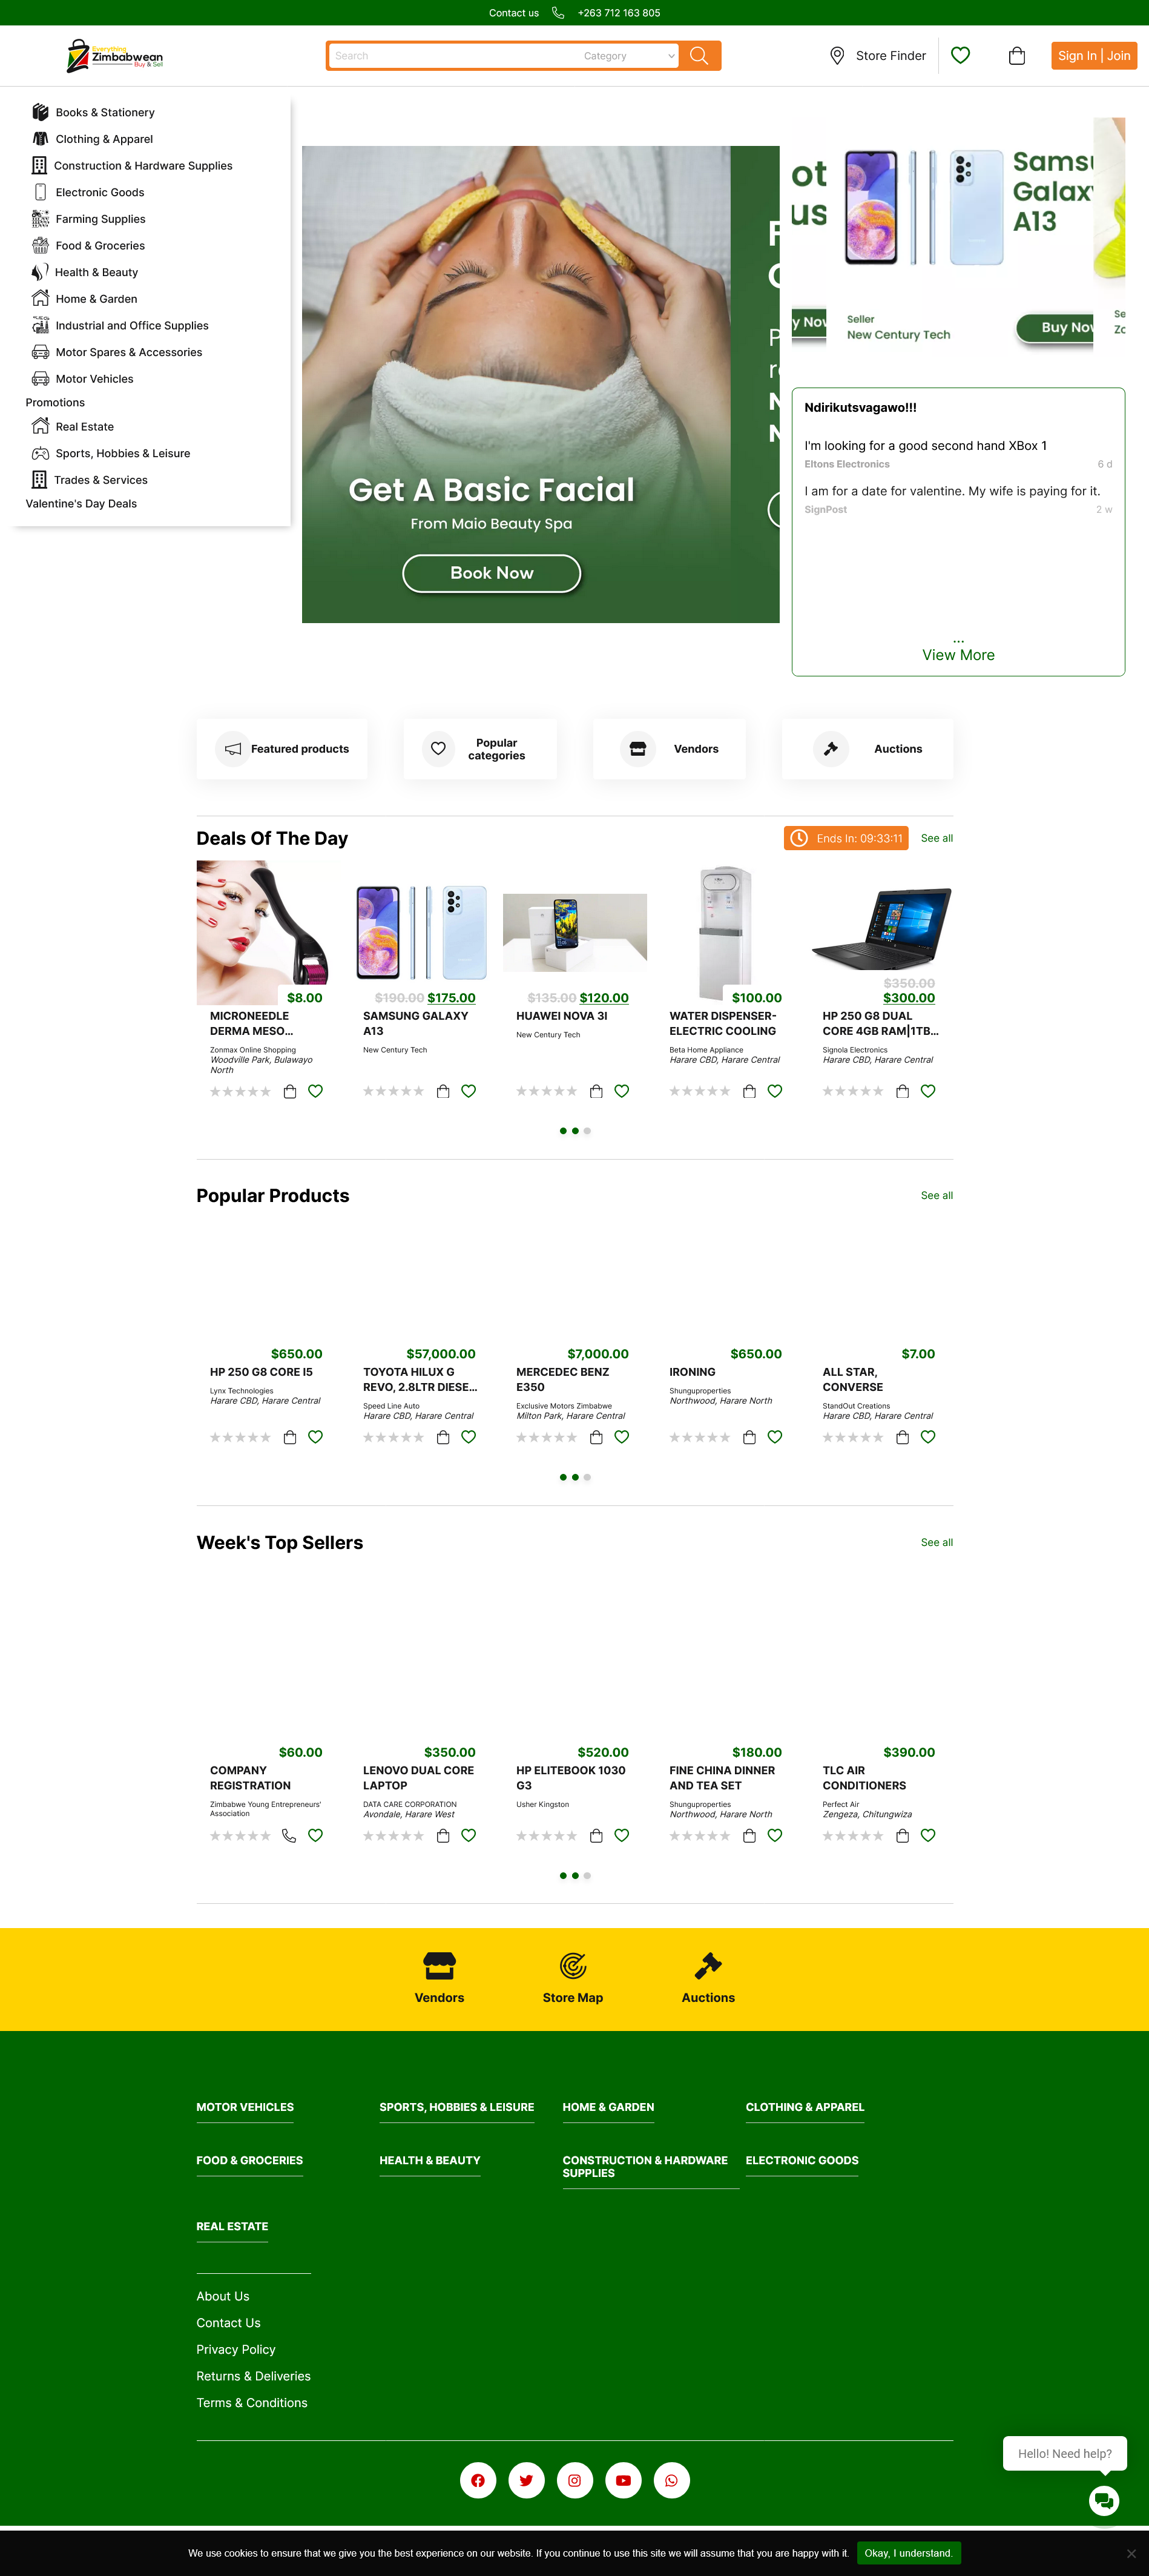 Contact us +263 712 163 805
Everything
Zimbabwean
Buy & Sell
Search Category
Store Finder
Sign In | Join
Books & Stationery
Clothing & Apparel
Construction & Hardware Supplies
Electronic Goods
Farming Supplies
Food & Groceries
Health & Beauty
Home & Garden
Industrial and Office Supplies
Motor Spares & Accessories
Motor Vehicles
Promotions
Real Estate
Sports, Hobbies & Leisure
Trades & Services
Valentine's Day Deals
Get A Basic Facial
From Maio Beauty Spa
Book Now
Galaxy
A13
Seller
New Century Tech
Buy Now
Ndirikutsvagawo!!!
I'm looking for a good second hand XBox 1
Eltons Electronics 6 d
I am for a date for valentine. My wife is paying for it.
SignPost 2 w
...
View More
Featured products
Popular
categories
Vendors
Auctions
Deals Of The Day
Ends In: 09:33:11
See all
$8.00
MICRONEEDLE
DERMA MESO...
Zonmax Online Shopping
Woodville Park, Bulawayo
North
$190.00 $175.00
SAMSUNG GALAXY
A13
New Century Tech
$135.00 $120.00
HUAWEI NOVA 3I
New Century Tech
$100.00
WATER DISPENSER-
ELECTRIC COOLING
Beta Home Appliance
Harare CBD, Harare Central
$350.00
$300.00
HP 250 G8 DUAL
CORE 4GB RAM|1TB...
Signola Electronics
Harare CBD, Harare Central
Popular Products
See all
$650.00
HP 250 G8 CORE I5
Lynx Technologies
Harare CBD, Harare Central
$57,000.00
TOYOTA HILUX G
REVO, 2.8LTR DIESE...
Speed Line Auto
Harare CBD, Harare Central
$7,000.00
MERCEDEC BENZ
E350
Exclusive Motors Zimbabwe
Milton Park, Harare Central
$650.00
IRONING
Shunguproperties
Northwood, Harare North
$7.00
ALL STAR,
CONVERSE
StandOut Creations
Harare CBD, Harare Central
Week's Top Sellers
See all
$60.00
COMPANY
REGISTRATION
Zimbabwe Young Entrepreneurs'
Association
$350.00
LENOVO DUAL CORE
LAPTOP
DATA CARE CORPORATION
Avondale, Harare West
$520.00
HP ELITEBOOK 1030
G3
Usher Kingston
$180.00
FINE CHINA DINNER
AND TEA SET
Shunguproperties
Northwood, Harare North
$390.00
TLC AIR
CONDITIONERS
Perfect Air
Zengeza, Chitungwiza
Vendors
Store Map
Auctions
MOTOR VEHICLES
SPORTS, HOBBIES & LEISURE
HOME & GARDEN
CLOTHING & APPAREL
FOOD & GROCERIES
HEALTH & BEAUTY
CONSTRUCTION & HARDWARE
SUPPLIES
ELECTRONIC GOODS
REAL ESTATE
About Us
Contact Us
Privacy Policy
Returns & Deliveries
Terms & Conditions
Hello! Need help?
We use cookies to ensure that we give you the best experience on our website. If you continue to use this site we will assume that you are happy with it.
Okay, I understand.